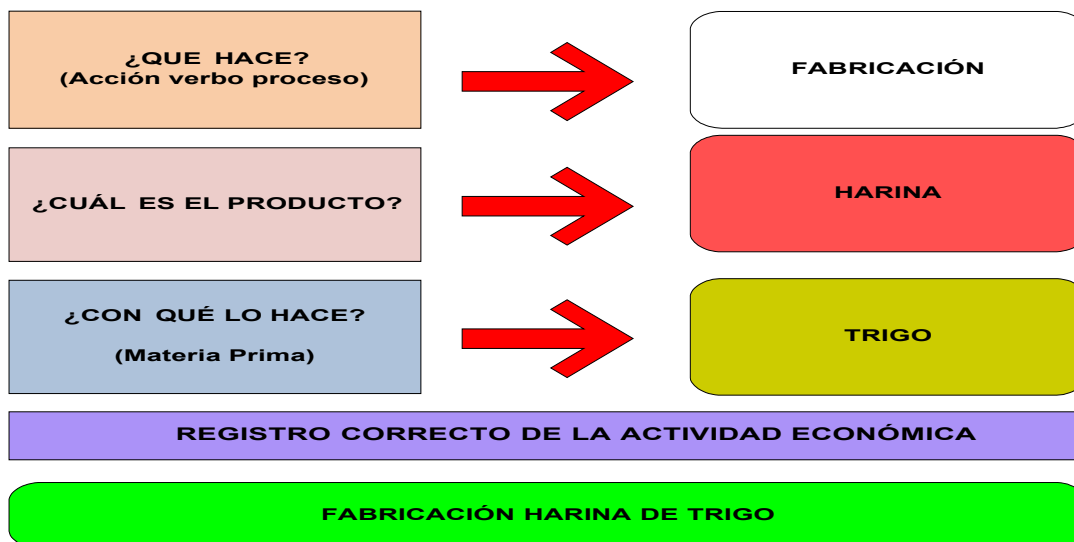 ¿QUE HACE?
(Acción verbo proceso)
FABRICACIÓN
¿CUÁL ES EL PRODUCTO?
HARINA
¿CON QUÉ LO HACE?
(Materia Prima)
TRIGO
REGISTRO CORRECTO DE LA ACTIVIDAD ECONÓMICA
FABRICACIÓN HARINA DE TRIGO